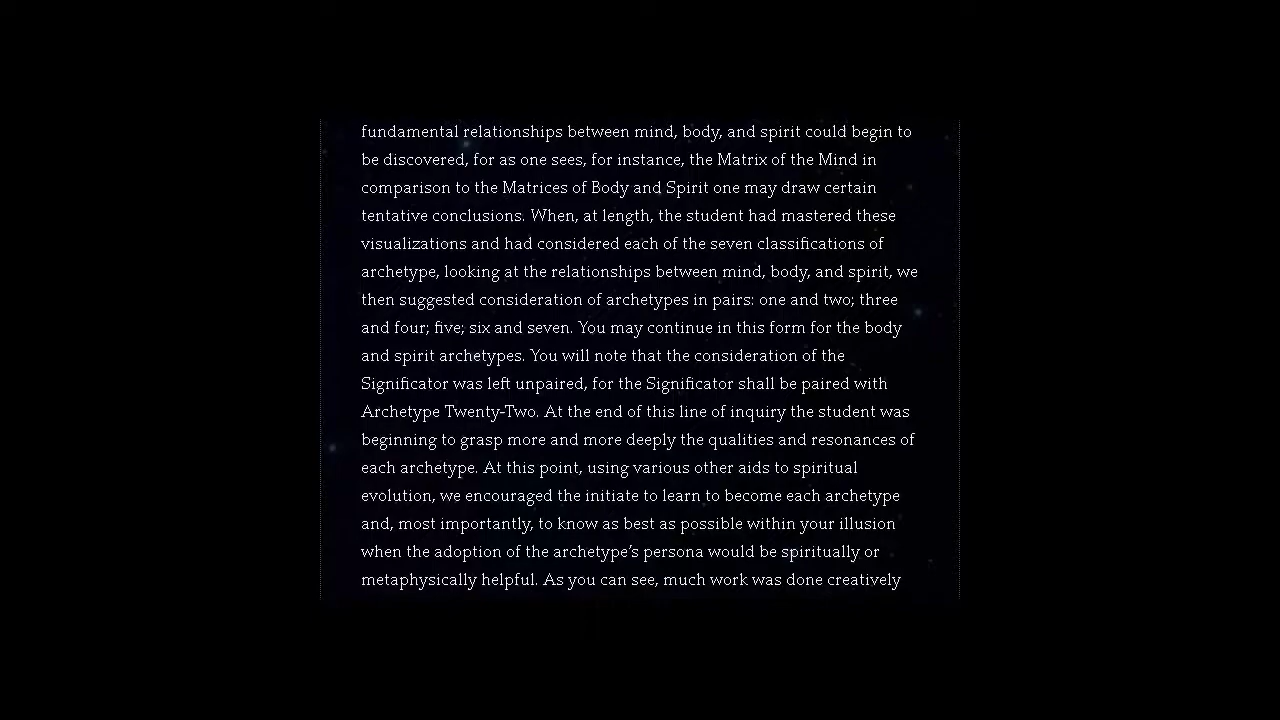 fundamental relationships between mind, body, and spirit could begin to
be discovered, for as one sees, for instance, the Matrix of the Mind in
comparison to the Matrices of Body and Spirit one may draw certain
tentative conclusions. When, at length, the student had mastered these
visualizations and had considered each of the seven classifications of
archetype, looking at the relationships between mind, body, and spirit, we
then suggested consideration of archetypes in pairs: one and two; three
and four; five; six and seven. You may continue in this form for the body
and spirit archetypes. You will note that the consideration of the
Significator was left unpaired, for the Significator shall be paired with
Archetype Twenty-Two. At the end of this line of inquiry the student was
beginning to grasp more and more deeply the qualities and resonances of
each archetype. At this point, using various other aids to spiritual
evolution, we encouraged the initiate to learn to become each archetype
and, most importantly, to know as best as possible within your illusion
when the adoption of the archetype’s persona would be spiritually or
metaphysically helpful. As you can see, much work was done creatively